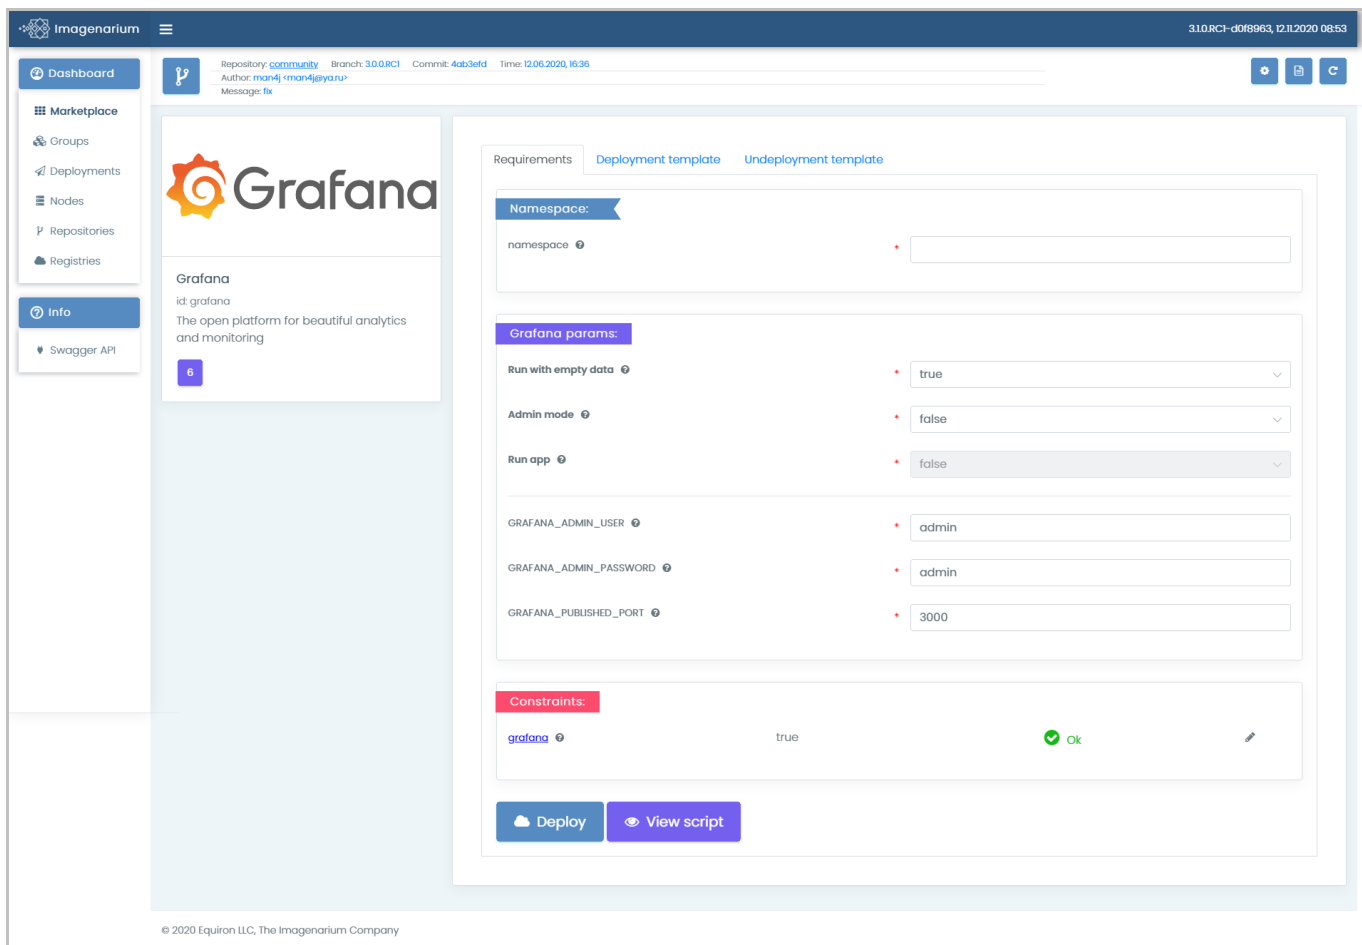 Imagenarium
3.1.0.RC1-d0f8963, 12.11.2020 08:53
Dashboard
Marketplace
Groups
Deployments
Nodes
Repositories
Registries
Info
Swagger API
Repository: community Branch: 3.0.0.RC1 Commit: 4ab3efd Time: 12.06.2020, 16:36
Author: man4j <man4j@ya.ru>
Message: fix
Grafana
Grafana
id: grafana
The open platform for beautiful analytics
and monitoring
6
Requirements Deployment template Undeployment template
Namespace:
namespace *
Grafana params:
Run with empty data * true
Admin mode * false
Run app * false
GRAFANA_ADMIN_USER * admin
GRAFANA_ADMIN_PASSWORD * admin
GRAFANA_PUBLISHED_PORT * 3000
Constraints:
grafana true Ok
Deploy View script
© 2020 Equiron LLC, The Imagenarium Company